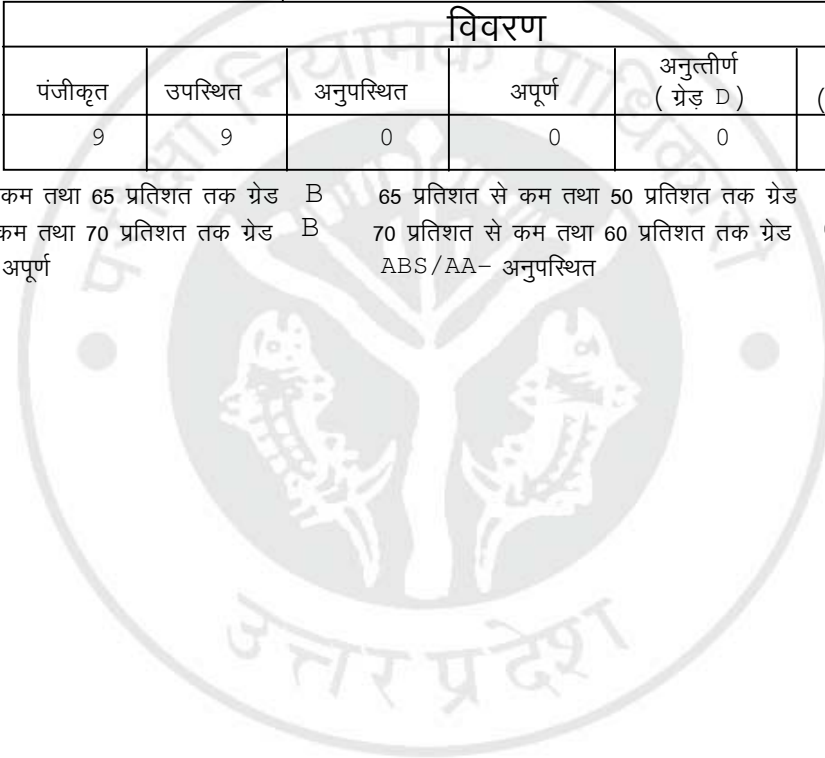 विवरण
पंजीकृत उपस्थित अनुपस्थित अपूर्ण अनुत्तीर्ण
( ग्रेड़ D) (
9 9 0 0 0
कम तथा 65 प्रतिशत तक ग्रेड B 65 प्रतिशत से कम तथा 50 प्रतिशत तक ग्रेड
कम तथा 70 प्रतिशत तक ग्रेड B 70 प्रतिशत से कम तथा 60 प्रतिशत तक ग्रेड
अपूर्ण ABS/AA- अनुपस्थित
परीक्षा नियामक प्राधिकारी
उत्तर प्रदेश